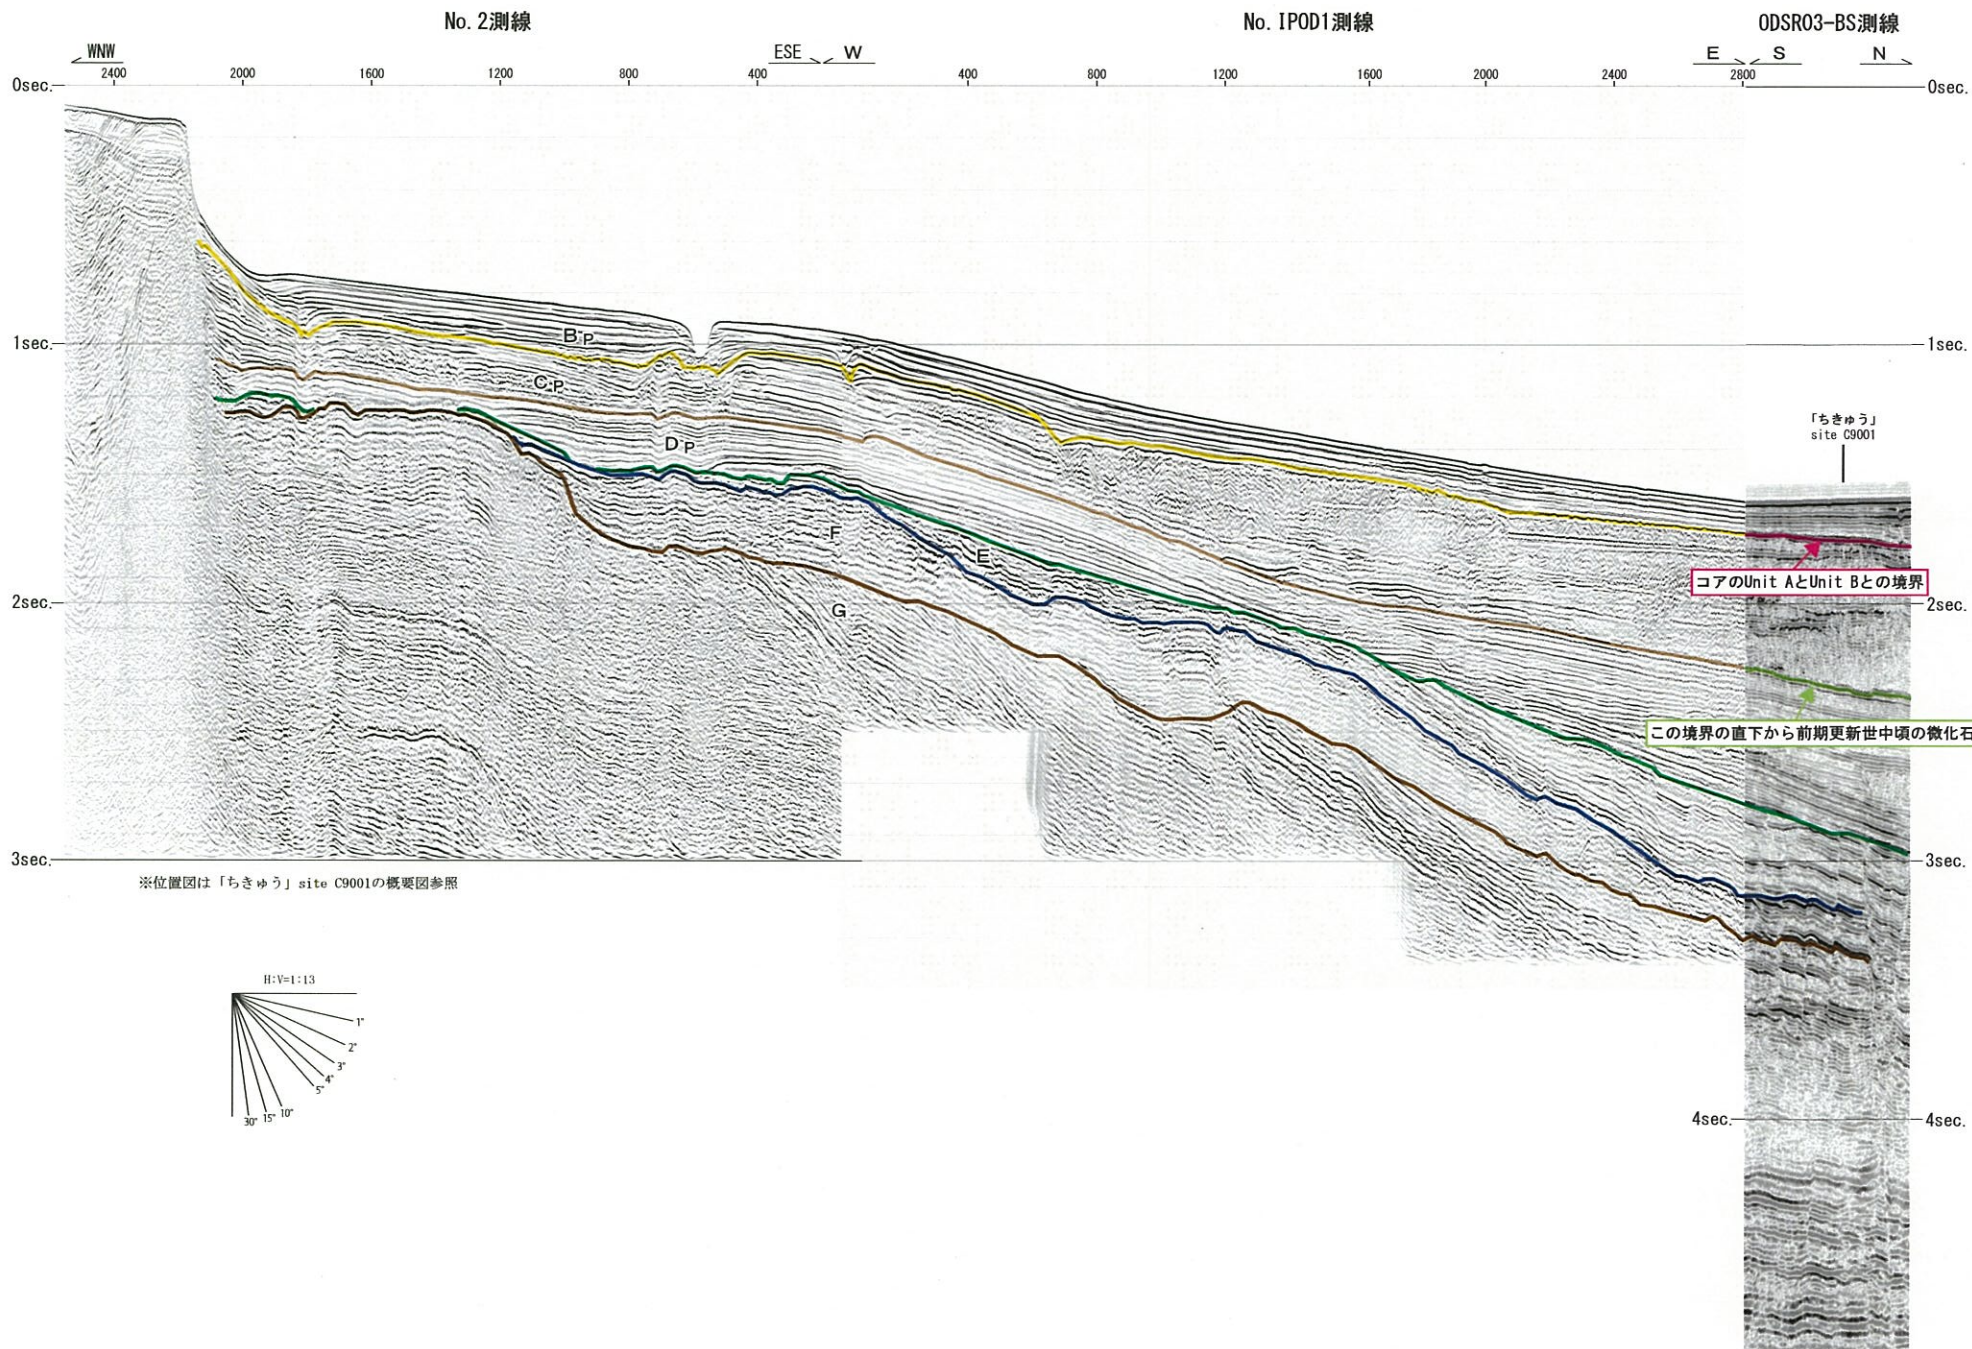 No. 2測線
No. IPOD1測線
ODSR03-BS測線
WNW
ESE
W
E
S
N
2400
2000
1600
1200
800
400
400
800
1200
1600
2000
2400
2800
0sec.
0sec.
1sec.
1sec.
BP
CP
DP
E
F
G
「ちきゅう」
site C9001
コアのUnit AとUnit Bとの境界
2sec.
2sec.
この境界の直下から前期更新世中頃の微化石
3sec.
3sec.
※位置図は「ちきゅう」site C9001の概要図参照
H:V=1:13
1°
2°
3°
4°
5°
10°
15°
30°
4sec.
4sec.